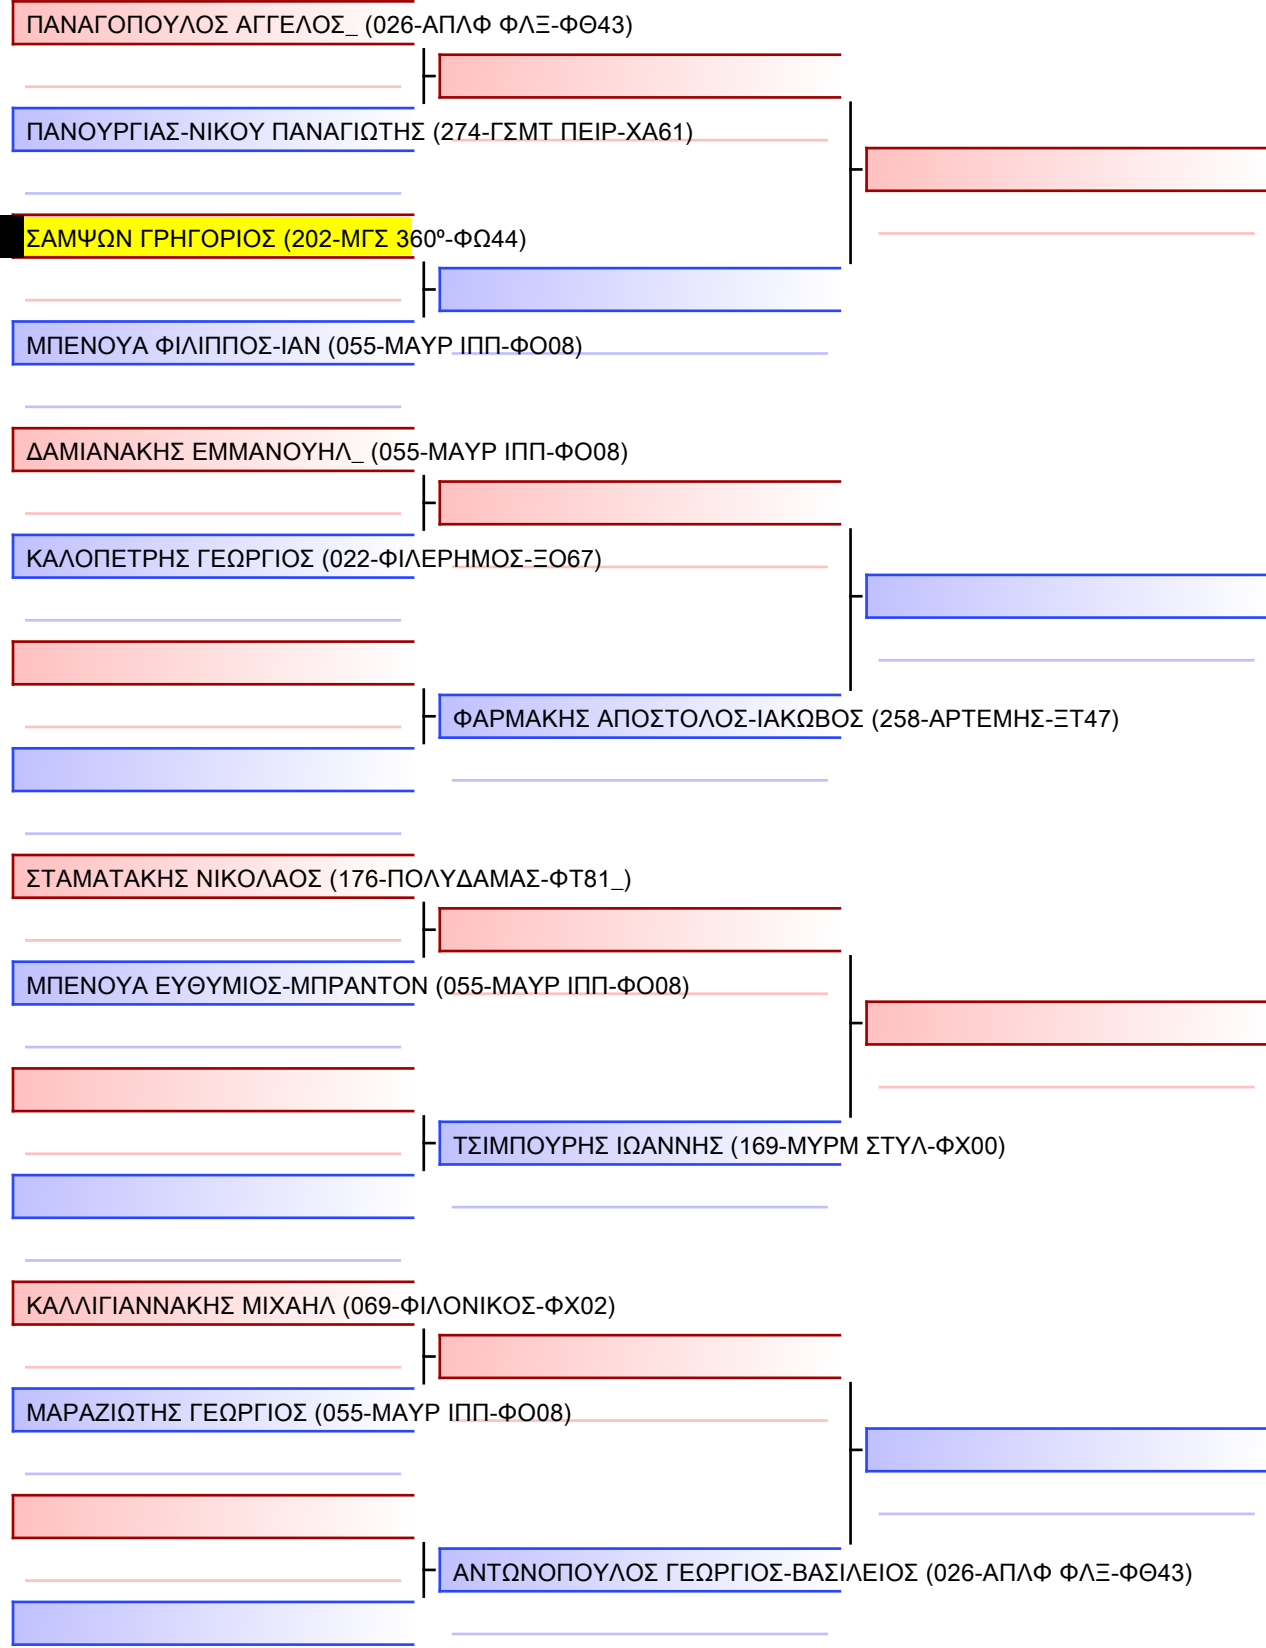 ΠΑΝΑΓΟΠΟΥΛΟΣ ΑΓΓΕΛΟΣ_ (026-ΑΠΛΦ ΦΛΞ-ΦΘ43)
ΠΑΝΟΥΡΓΙΑΣ-ΝΙΚΟΥ ΠΑΝΑΓΙΩΤΗΣ (274-ΓΣΜΤ ΠΕΙΡ-ΧΑ61)
ΣΑΜΨΩΝ ΓΡΗΓΟΡΙΟΣ (202-ΜΓΣ 360º-ΦΩ44)
ΜΠΕΝΟΥΑ ΦΙΛΙΠΠΟΣ-ΙΑΝ (055-ΜΑΥΡ ΙΠΠ-ΦΟ08)
ΔΑΜΙΑΝΑΚΗΣ ΕΜΜΑΝΟΥΗΛ_ (055-ΜΑΥΡ ΙΠΠ-ΦΟ08)
ΚΑΛΟΠΕΤΡΗΣ ΓΕΩΡΓΙΟΣ (022-ΦΙΛΕΡΗΜΟΣ-ΞΟ67)
ΦΑΡΜΑΚΗΣ ΑΠΟΣΤΟΛΟΣ-ΙΑΚΩΒΟΣ (258-ΑΡΤΕΜΗΣ-ΞΤ47)
ΣΤΑΜΑΤΑΚΗΣ ΝΙΚΟΛΑΟΣ (176-ΠΟΛΥΔΑΜΑΣ-ΦΤ81_)
ΜΠΕΝΟΥΑ ΕΥΘΥΜΙΟΣ-ΜΠΡΑΝΤΟΝ (055-ΜΑΥΡ ΙΠΠ-ΦΟ08)
ΤΣΙΜΠΟΥΡΗΣ ΙΩΑΝΝΗΣ (169-ΜΥΡΜ ΣΤΥΛ-ΦΧ00)
ΚΑΛΛΙΓΙΑΝΝΑΚΗΣ ΜΙΧΑΗΛ (069-ΦΙΛΟΝΙΚΟΣ-ΦΧ02)
ΜΑΡΑΖΙΩΤΗΣ ΓΕΩΡΓΙΟΣ (055-ΜΑΥΡ ΙΠΠ-ΦΟ08)
ΑΝΤΩΝΟΠΟΥΛΟΣ ΓΕΩΡΓΙΟΣ-ΒΑΣΙΛΕΙΟΣ (026-ΑΠΛΦ ΦΛΞ-ΦΘ43)